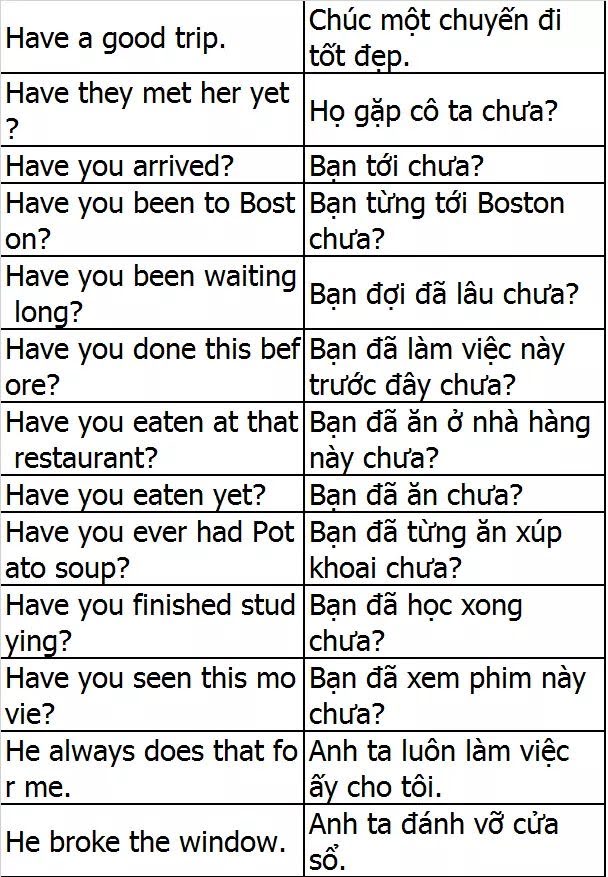 Have a good trip.
Chúc một chuyến đi
tốt đẹp.
Have they met her yet
?
Họ gặp cô ta chưa?
Have you arrived?
Bạn tới chưa?
Have you been to Bost
on?
Bạn từng tới Boston
chưa?
Have you been waiting
long?
Bạn đợi đã lâu chưa?
Have you done this bef
ore?
Bạn đã làm việc này
trước đây chưa?
Have you eaten at that
restaurant?
Bạn đã ăn ở nhà hàng
này chưa?
Have you eaten yet?
Bạn đã ăn chưa?
Have you ever had Pot
ato soup?
Bạn đã từng ăn xúp
khoai chưa?
Have you finished stud
ying?
Bạn đã học xong
chưa?
Have you seen this mo
vie?
Bạn đã xem phim này
chưa?
He always does that fo
r me.
Anh ta luôn làm việc
ấy cho tôi.
He broke the window.
Anh ta đánh vỡ cửa
sổ.